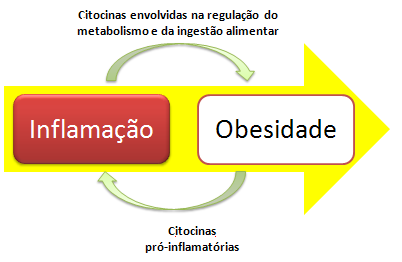 Citocinas envolvidas na regulação do
metabolismo e da ingestão alimentar
Inflamação
Obesidade
Citocinas
pró-inflamatórias